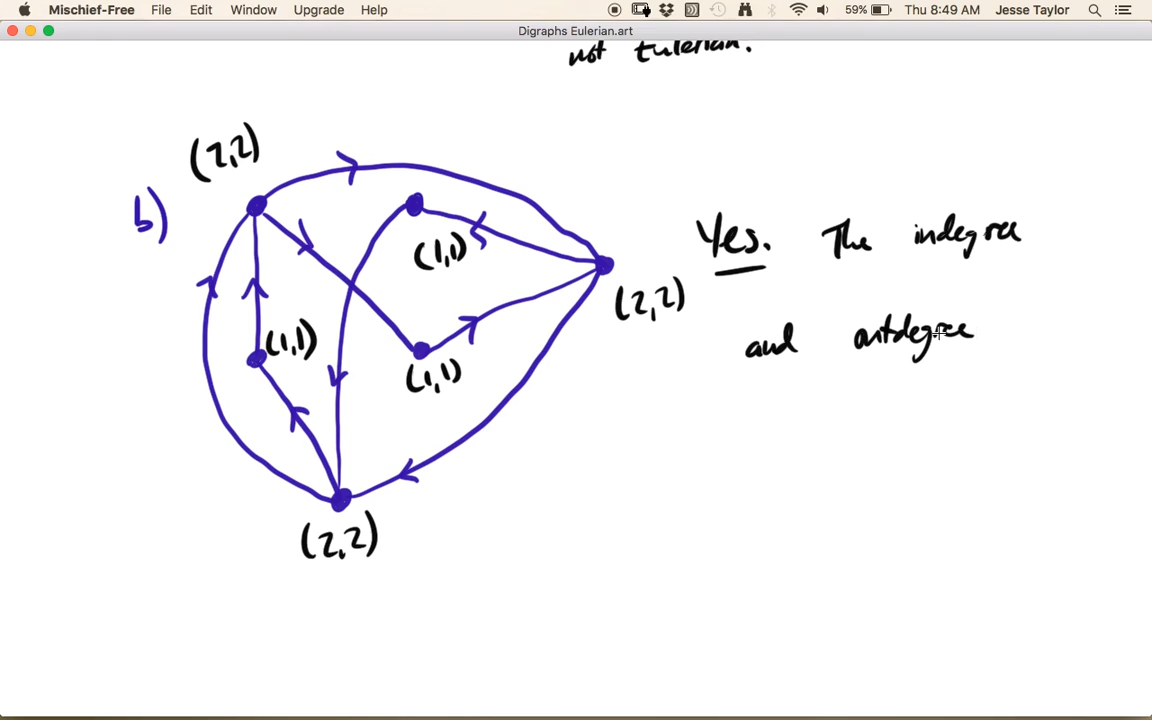 Mischief-Free File Edit Window Upgrade Help 59% Thu 8:49 AM Jesse Taylor
Digraphs Eulerian.art
not Eulerian.
(2,2)
b)
Yes. The indegree
(1,1)
(2,2)
(1,1)
and outdegree
(1,1)
(2,2)